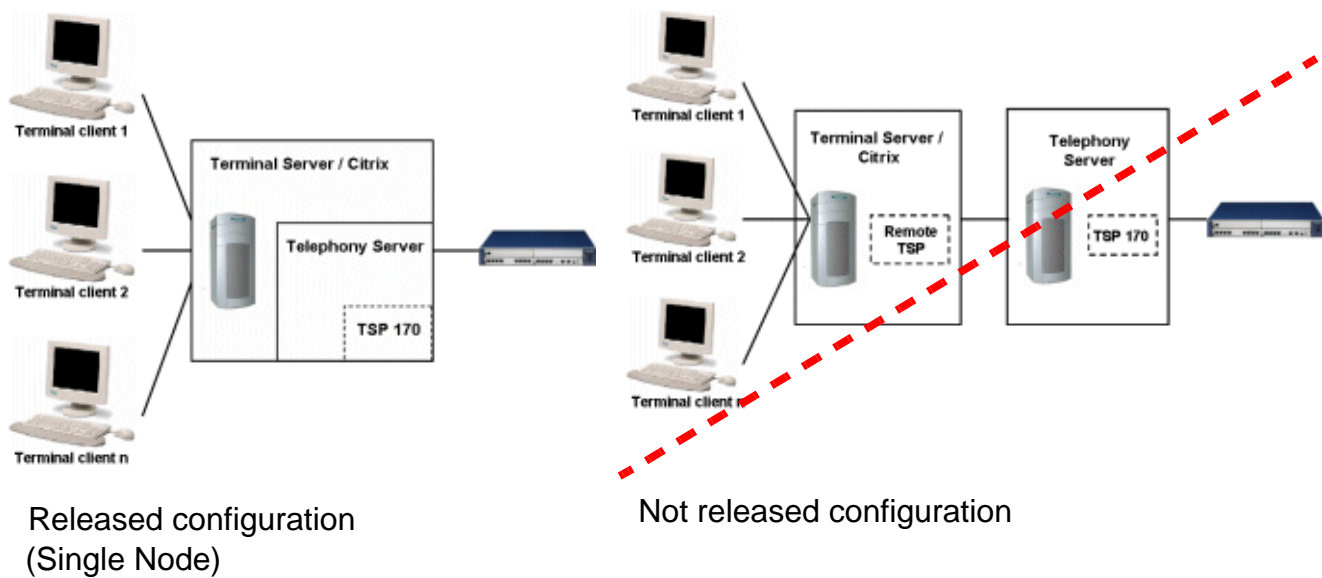 Terminal client 1
Terminal client 2
Terminal client n
Terminal Server / Citrix
Telephony Server
TSP 170
Released configuration
(Single Node)
Terminal client 1
Terminal client 2
Terminal client n
Terminal Server /
Citrix
Remote
TSP
Telephony
Server
TSP 170
Not released configuration